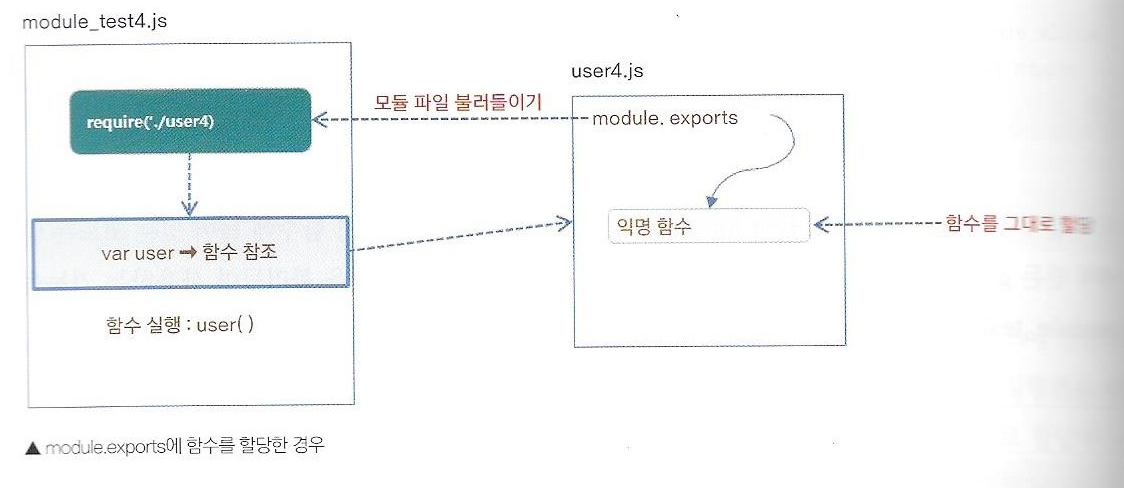 module_test4.js
require('./user4)
var user ➡ 함수 참조
함수 실행 : user( )
모듈 파일 불러들이기
user4.js
module. exports
익명 함수
함수를 그대로 할당
▲ module.exports에 함수를 할당한 경우